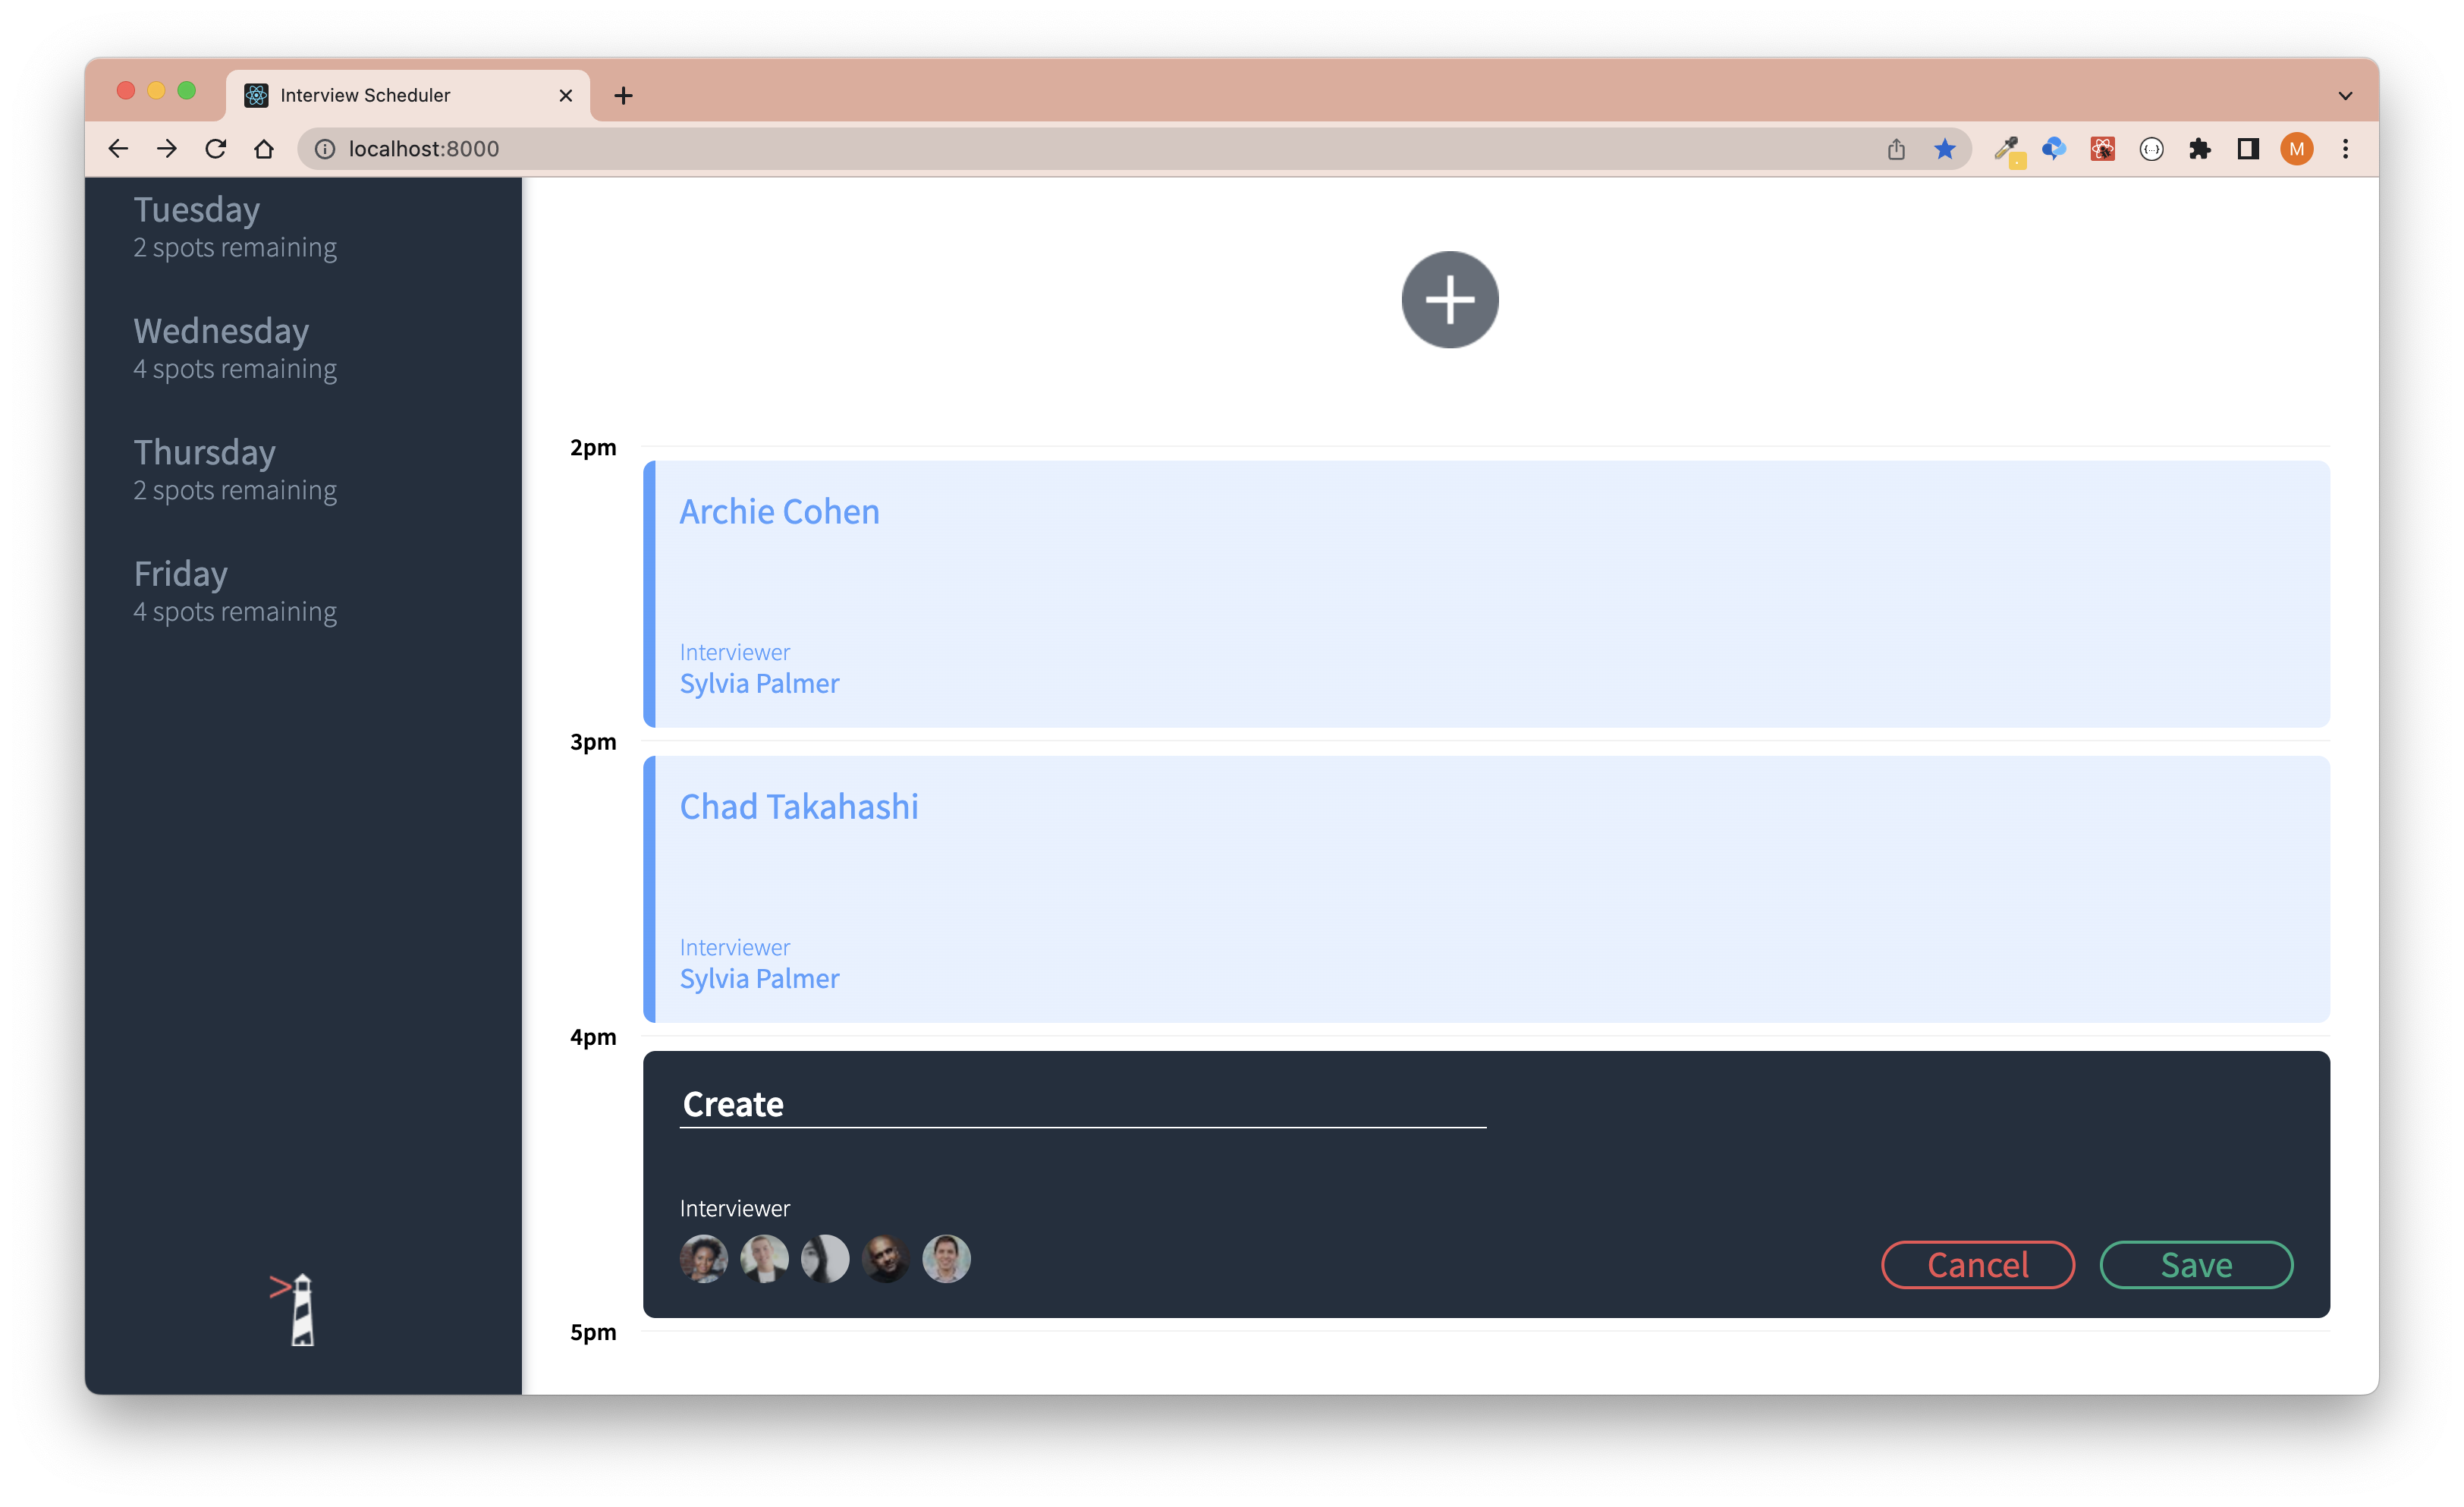 Interview Scheduler
localhost:8000
M
Tuesday
2 spots remaining
Wednesday
4 spots remaining
Thursday
2 spots remaining
Friday
4 spots remaining
2pm
Archie Cohen
Interviewer
Sylvia Palmer
3pm
Chad Takahashi
Interviewer
Sylvia Palmer
4pm
Create
Interviewer
Cancel
Save
5pm